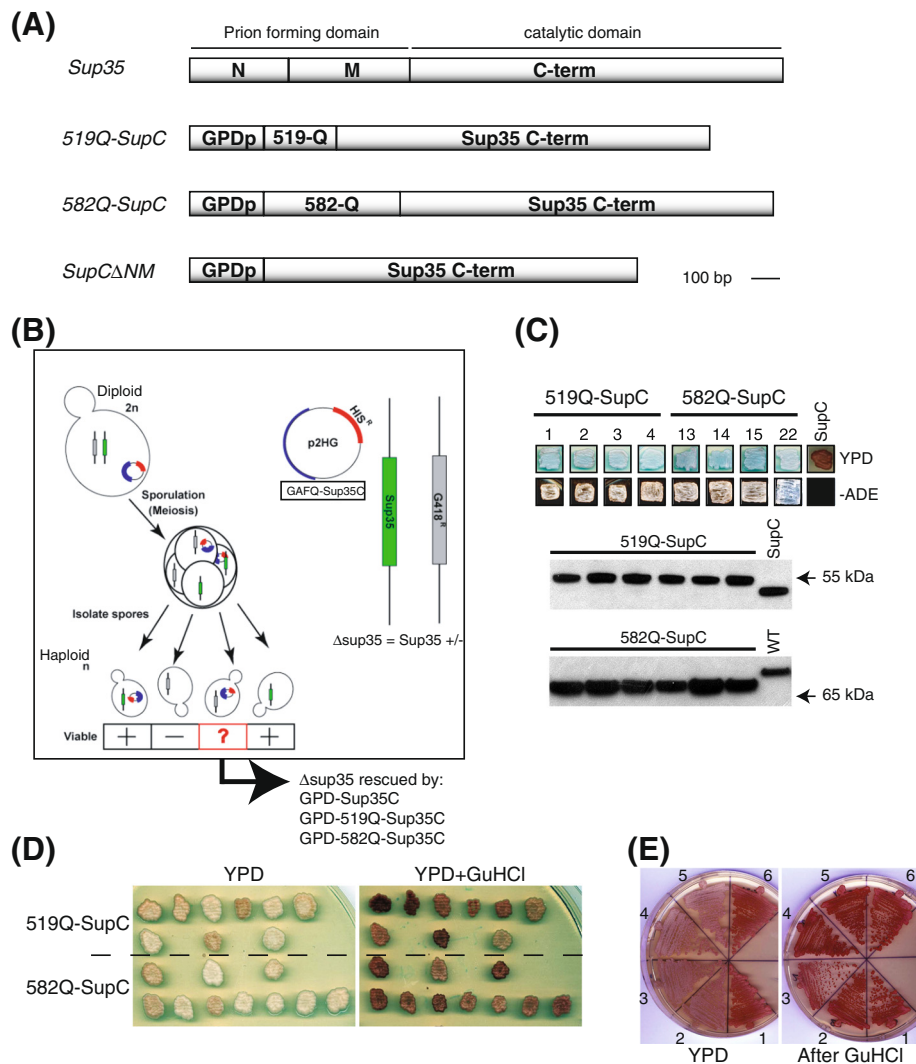 (A)
Prion forming domain
catalytic domain
Sup35
N
M
C-term
519Q-SupC
GPDp
519-Q
Sup35 C-term
582Q-SupC
GPDp
582-Q
Sup35 C-term
SupCΔNM
GPDp
Sup35 C-term
100 bp
(B)
Diploid
2n
HIS R
p2HG
GAFQ-Sup35C
Sup35
G418 R
Sporulation
(Meiosis)
Isolate spores
Δsup35 = Sup35 +/-
Haploid
n
Viable
+
−
?
+
Δsup35 rescued by:
GPD-Sup35C
GPD-519Q-Sup35C
GPD-582Q-Sup35C
(C)
519Q-SupC
582Q-SupC
SupC
1 2 3 4 13 14 15 22
YPD
-ADE
519Q-SupC
SupC
55 kDa
582Q-SupC
WT
65 kDa
(D)
YPD
YPD+GuHCl
519Q-SupC
582Q-SupC
(E)
5 6
4
3
2 1
YPD
5 6
4
3
2 1
After GuHCl